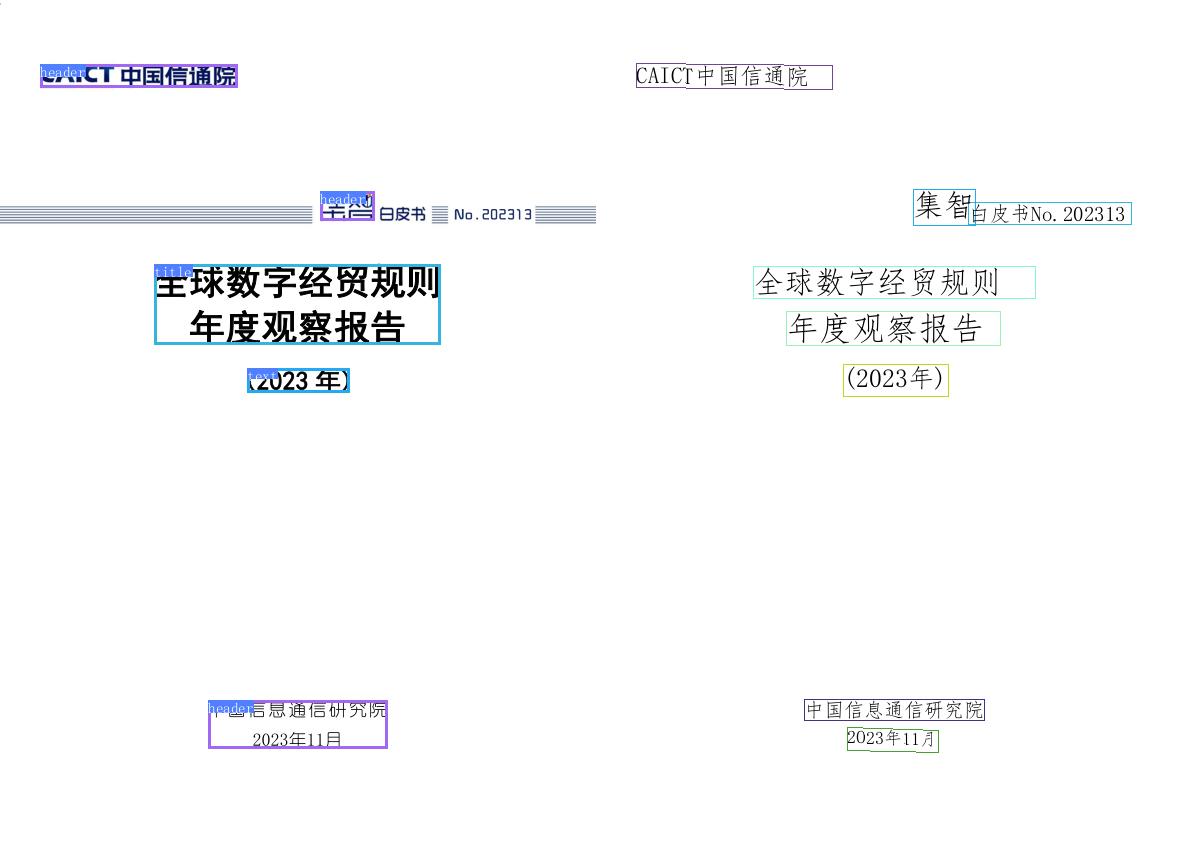 header
CAICT 中国信通院
header
白皮书 No.202313
title
全球数字经贸规则
年度观察报告
text
(2023 年)
header
中国信息通信研究院
2023年11月
CAICT中国信通院
集智
白皮书No.202313
全球数字经贸规则
年度观察报告
(2023年)
中国信息通信研究院
2023年11月